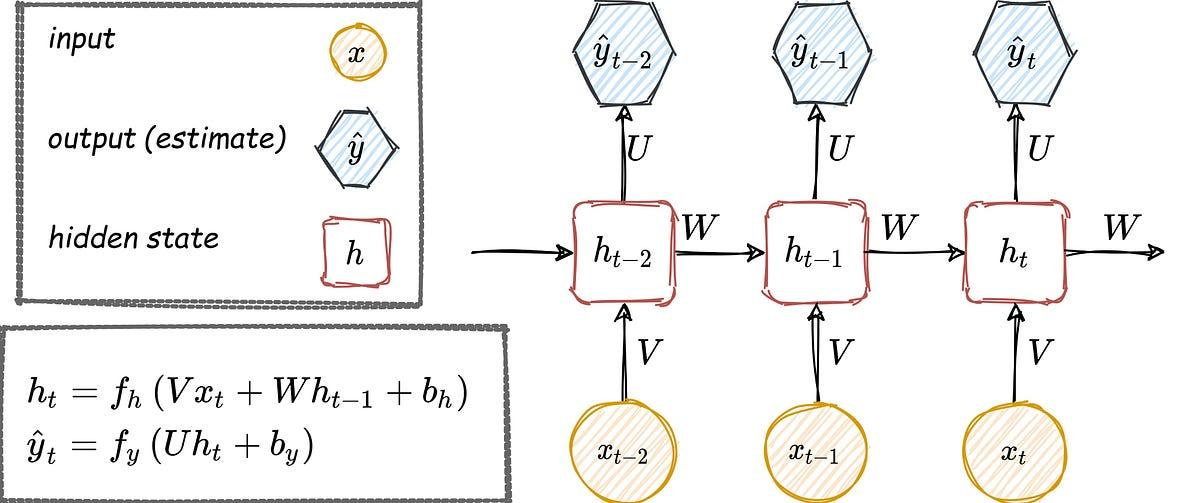 input
x
output (estimate)
ŷ
hidden state
h
h_t = f_h (Vx_t + Wh_{t−1} + b_h)
ŷ_t = f_y (Uh_t + b_y)
ŷ_{t−2} ŷ_{t−1} ŷ_t
U U U
W W W
h_{t−2} h_{t−1} h_t
V V V
x_{t−2} x_{t−1} x_t